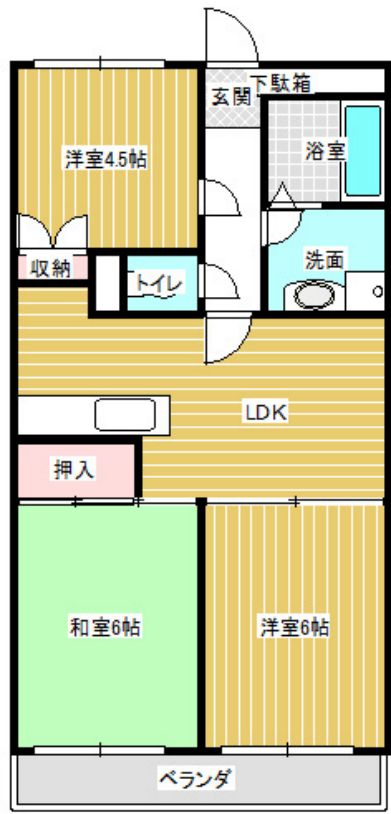 下駄箱
玄関
浴室
洋室4.5帖
収納
トイレ
洗面
LDK
押入
和室6帖
洋室6帖
ベランダ